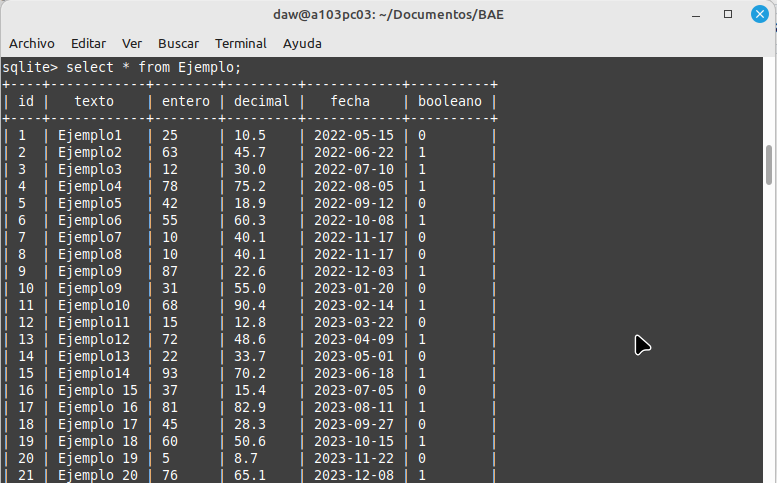 daw@a103pc03: ~/Documentos/BAE
Archivo Editar Ver Buscar Terminal Ayuda
sqlite> select * from Ejemplo;
+----+------------+--------+---------+------------+----------+
| id |   texto    | entero | decimal |   fecha    | booleano |
+----+------------+--------+---------+------------+----------+
| 1  | Ejemplo1   | 25     | 10.5    | 2022-05-15 | 0        |
| 2  | Ejemplo2   | 63     | 45.7    | 2022-06-22 | 1        |
| 3  | Ejemplo3   | 12     | 30.0    | 2022-07-10 | 1        |
| 4  | Ejemplo4   | 78     | 75.2    | 2022-08-05 | 1        |
| 5  | Ejemplo5   | 42     | 18.9    | 2022-09-12 | 0        |
| 6  | Ejemplo6   | 55     | 60.3    | 2022-10-08 | 1        |
| 7  | Ejemplo7   | 10     | 40.1    | 2022-11-17 | 0        |
| 8  | Ejemplo8   | 10     | 40.1    | 2022-11-17 | 0        |
| 9  | Ejemplo9   | 87     | 22.6    | 2022-12-03 | 1        |
| 10 | Ejemplo9   | 31     | 55.0    | 2023-01-20 | 0        |
| 11 | Ejemplo10  | 68     | 90.4    | 2023-02-14 | 1        |
| 12 | Ejemplo11  | 15     | 12.8    | 2023-03-22 | 0        |
| 13 | Ejemplo12  | 72     | 48.6    | 2023-04-09 | 1        |
| 14 | Ejemplo13  | 22     | 33.7    | 2023-05-01 | 0        |
| 15 | Ejemplo14  | 93     | 70.2    | 2023-06-18 | 1        |
| 16 | Ejemplo 15 | 37     | 15.4    | 2023-07-05 | 0        |
| 17 | Ejemplo 16 | 81     | 82.9    | 2023-08-11 | 1        |
| 18 | Ejemplo 17 | 45     | 28.3    | 2023-09-27 | 0        |
| 19 | Ejemplo 18 | 60     | 50.6    | 2023-10-15 | 1        |
| 20 | Ejemplo 19 | 5      | 8.7     | 2023-11-22 | 0        |
| 21 | Ejemplo 20 | 76     | 65.1    | 2023-12-08 | 1        |